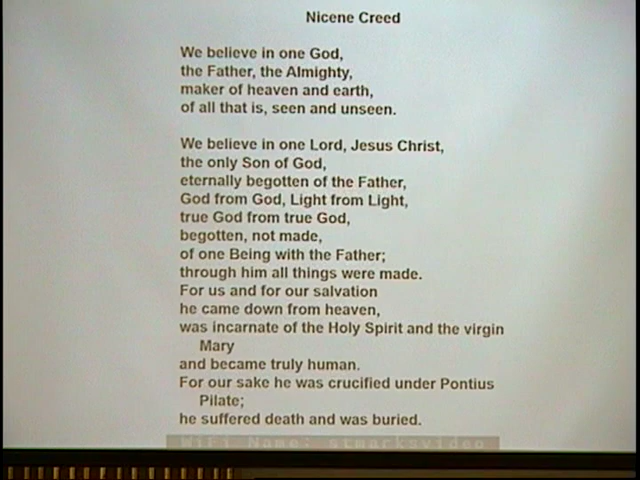 Nicene Creed
We believe in one God,
the Father, the Almighty,
maker of heaven and earth,
of all that is, seen and unseen.
We believe in one Lord, Jesus Christ,
the only Son of God,
eternally begotten of the Father,
God from God, Light from Light,
true God from true God,
begotten, not made,
of one Being with the Father;
through him all things were made.
For us and for our salvation
he came down from heaven,
was incarnate of the Holy Spirit and the virgin
Mary
and became truly human.
For our sake he was crucified under Pontius
Pilate;
he suffered death and was buried.
WiFi Name: stmarksvideo